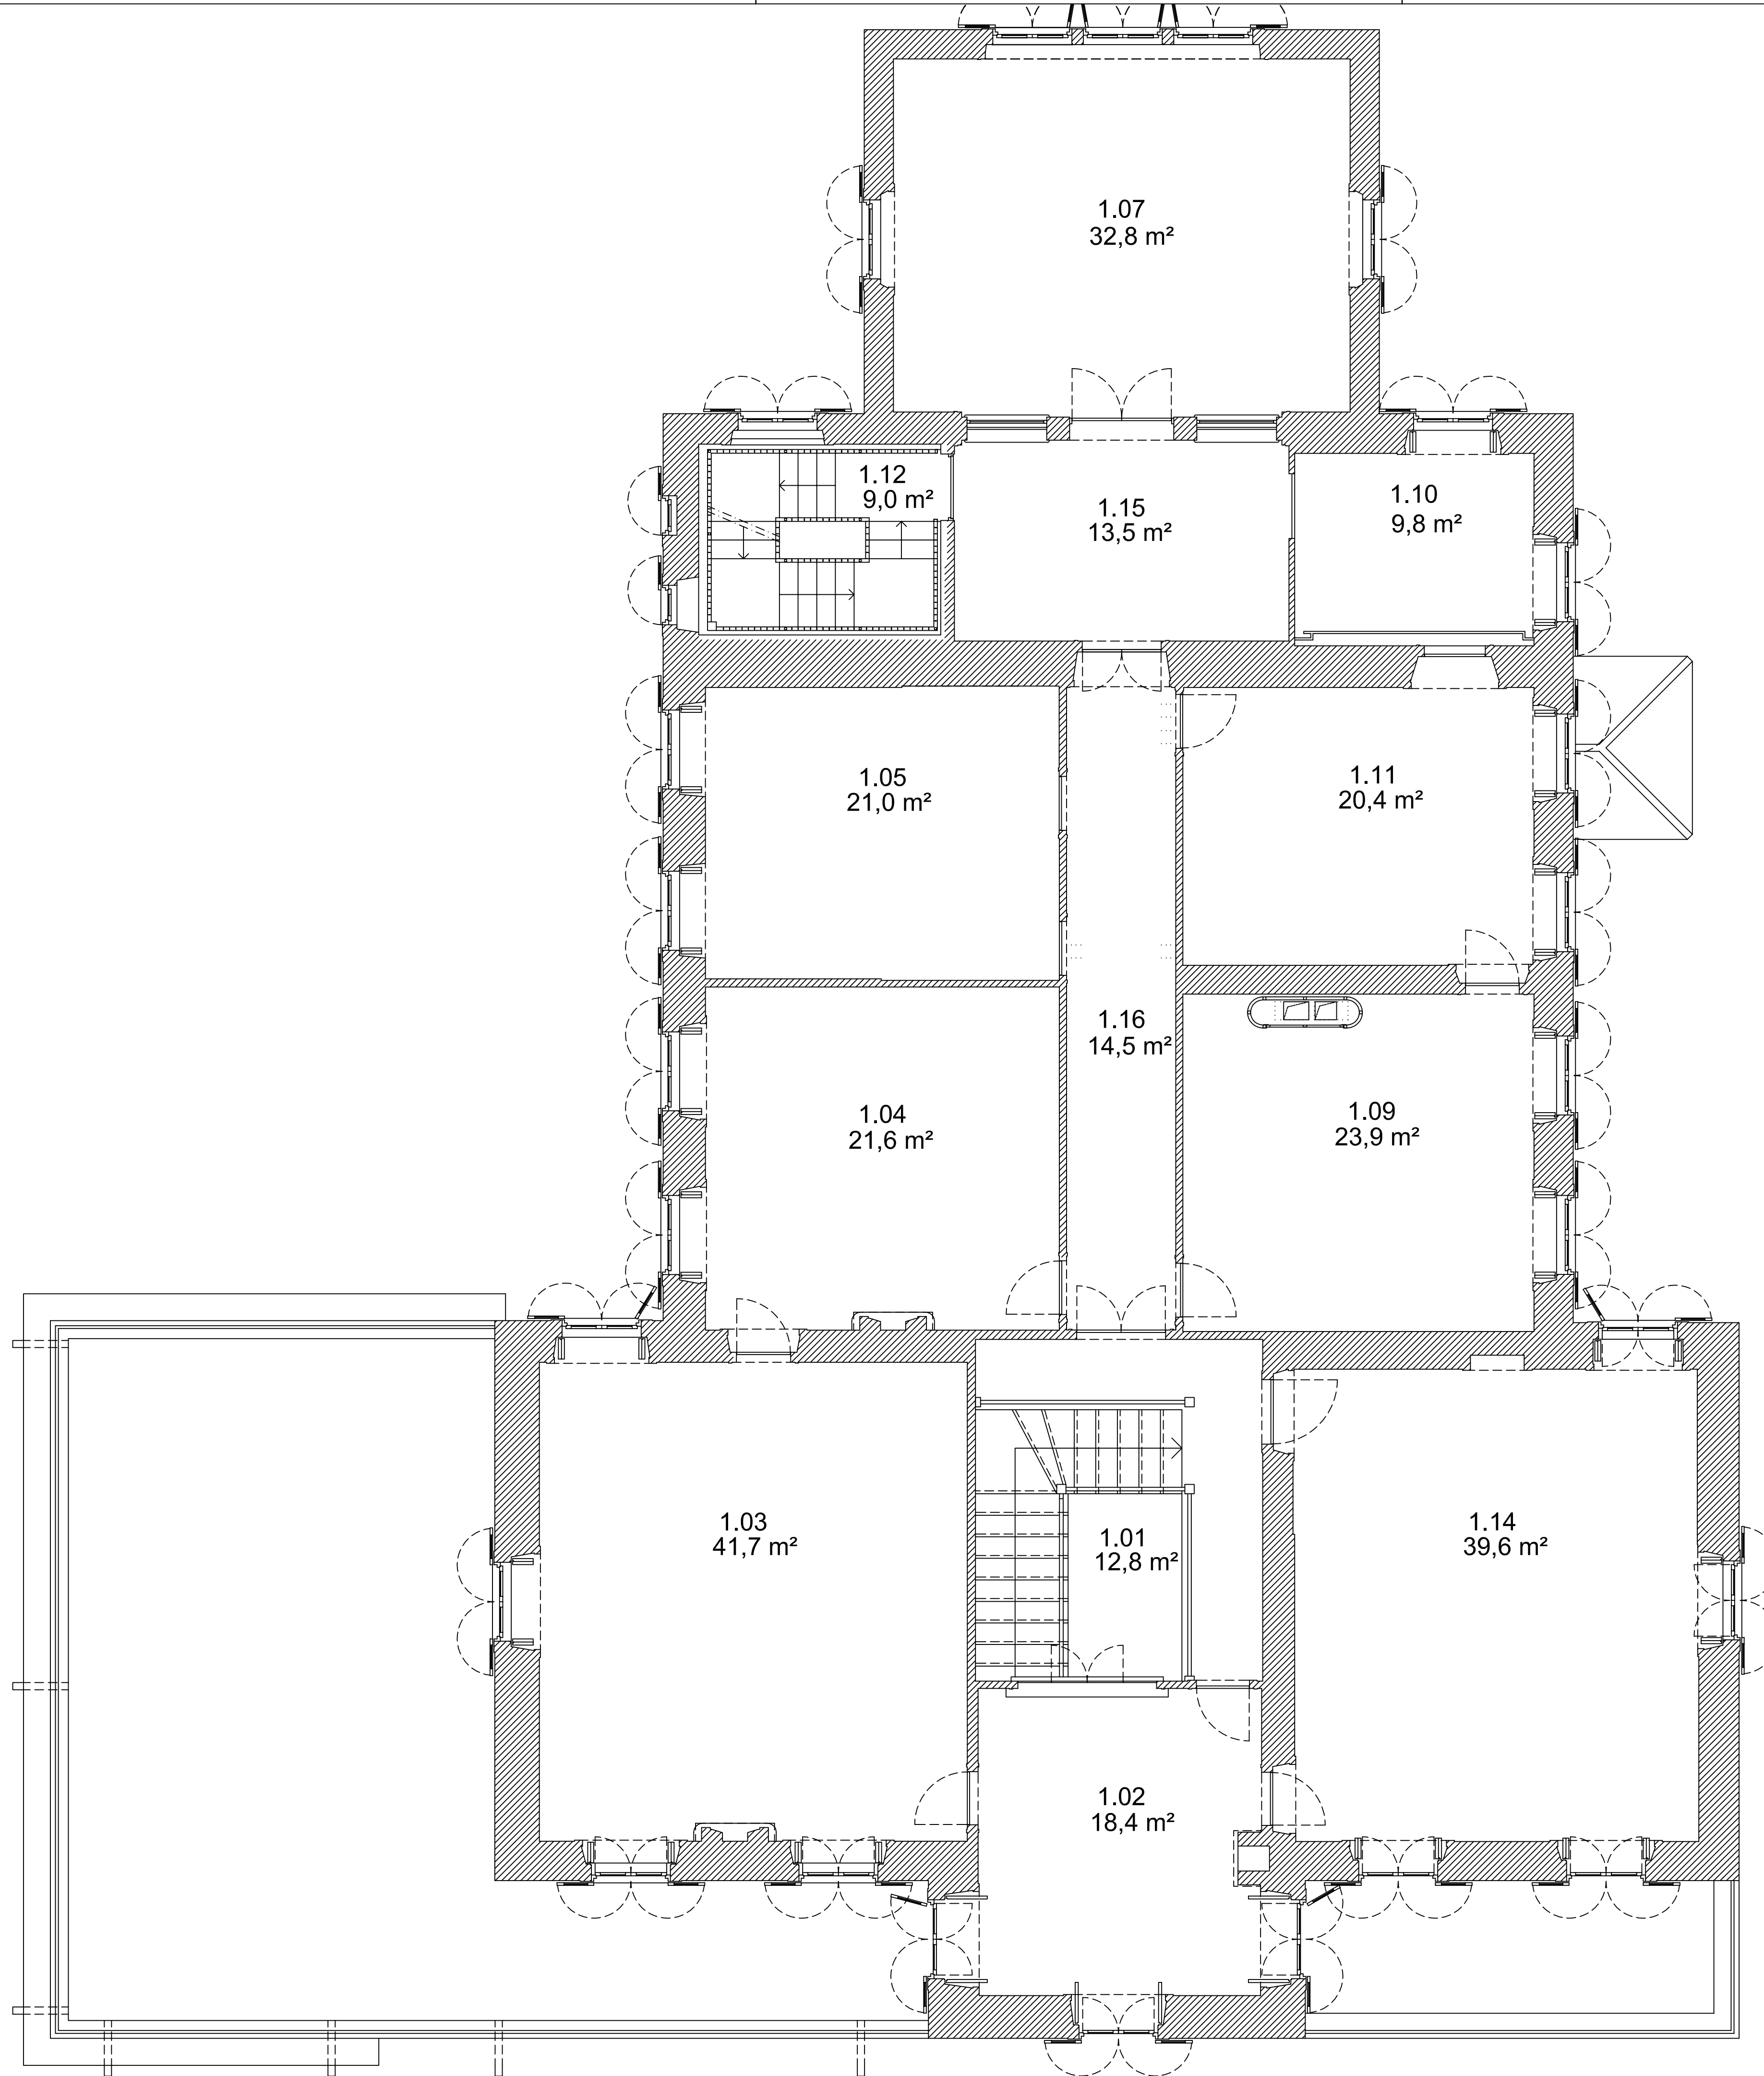 1.07
32,8 m²
1.12
9,0 m²
1.15
13,5 m²
1.10
9,8 m²
1.05
21,0 m²
1.11
20,4 m²
1.16
14,5 m²
1.04
21,6 m²
1.09
23,9 m²
1.03
41,7 m²
1.01
12,8 m²
1.14
39,6 m²
1.02
18,4 m²